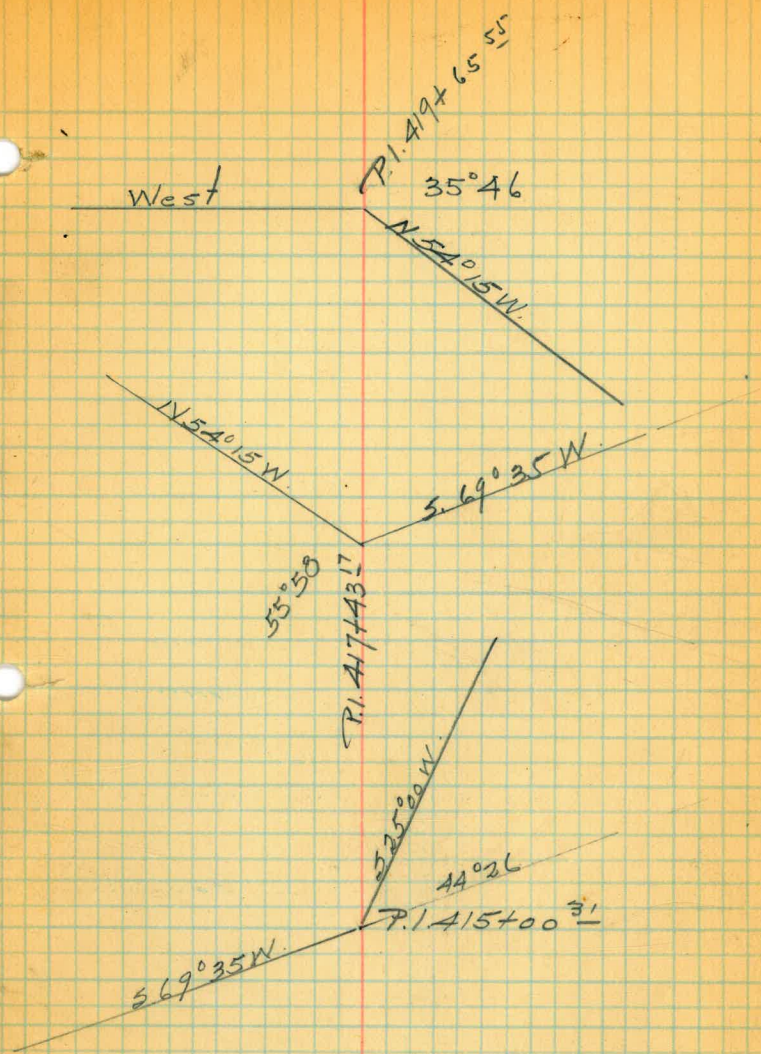 P.I. 419+65 55
35°46
West
N 54°15 W.
N 54°15 W.
S. 69°35 W.
55°58
P.I. 417+43 17
S 25°00 W.
44°26
P.I. 415+00 31
S 69°35 W.